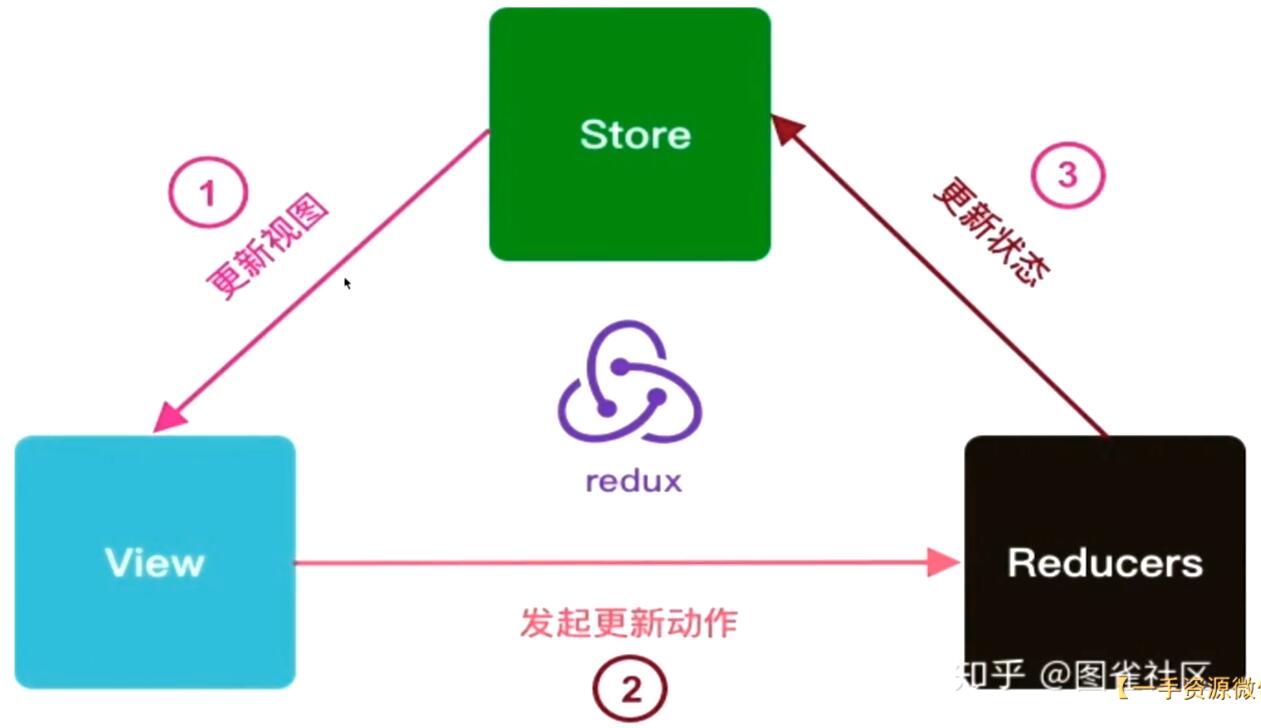 Store
1
更新视图
3
更新状态
redux
View
Reducers
发起更新动作
2
知乎 @图雀社区
【一手资源微